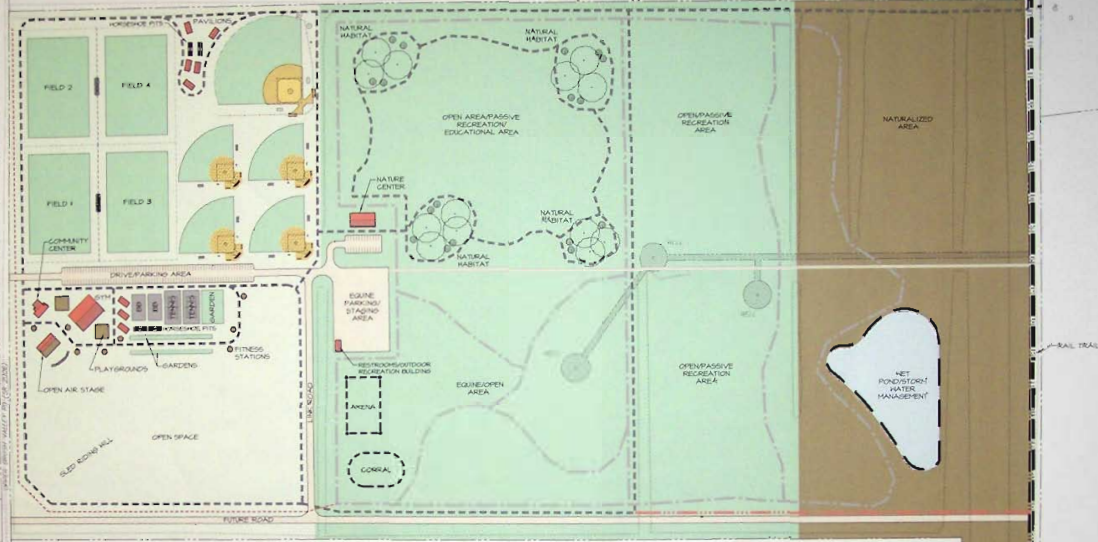 HORSESHOE PITS
PAVILIONS
NATURAL
HABITAT
NATURAL
HABITAT
FIELD 2
FIELD 4
OPEN AREA/PASSIVE
RECREATION/
EDUCATIONAL AREA
OPEN/PASSIVE
RECREATION
AREA
NATURALIZED
AREA
FIELD 1
FIELD 3
NATURE
CENTER
NATURAL
HABITAT
NATURAL
HABITAT
COMMUNITY
CENTER
DRIVE/PARKING AREA
WELL
WELL
GYM
TENNIS
TENNIS
GARDEN
HORSESHOE PITS
EQUINE
PARKING/
STAGING
AREA
FITNESS
STATIONS
PLAYGROUNDS
GARDENS
OPEN AIR STAGE
RESTROOMS/OUTDOOR
RECREATION BUILDING
RAIL TRAIL
EQUINE/OPEN
AREA
OPEN/PASSIVE
RECREATION
AREA
WET
POND/STORM
WATER
MANAGEMENT
LINK ROAD
ARENA
OPEN SPACE
SLED RIDING HILL
CORRAL
FUTURE ROAD